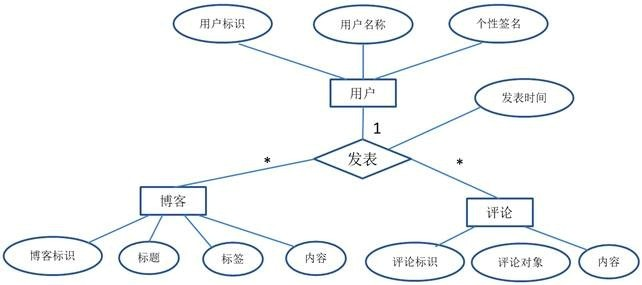 用户标识
用户名称
个性签名
用户
发表时间
1
发表
*
*
博客
评论
博客标识
标题
标签
内容
评论标识
评论对象
内容